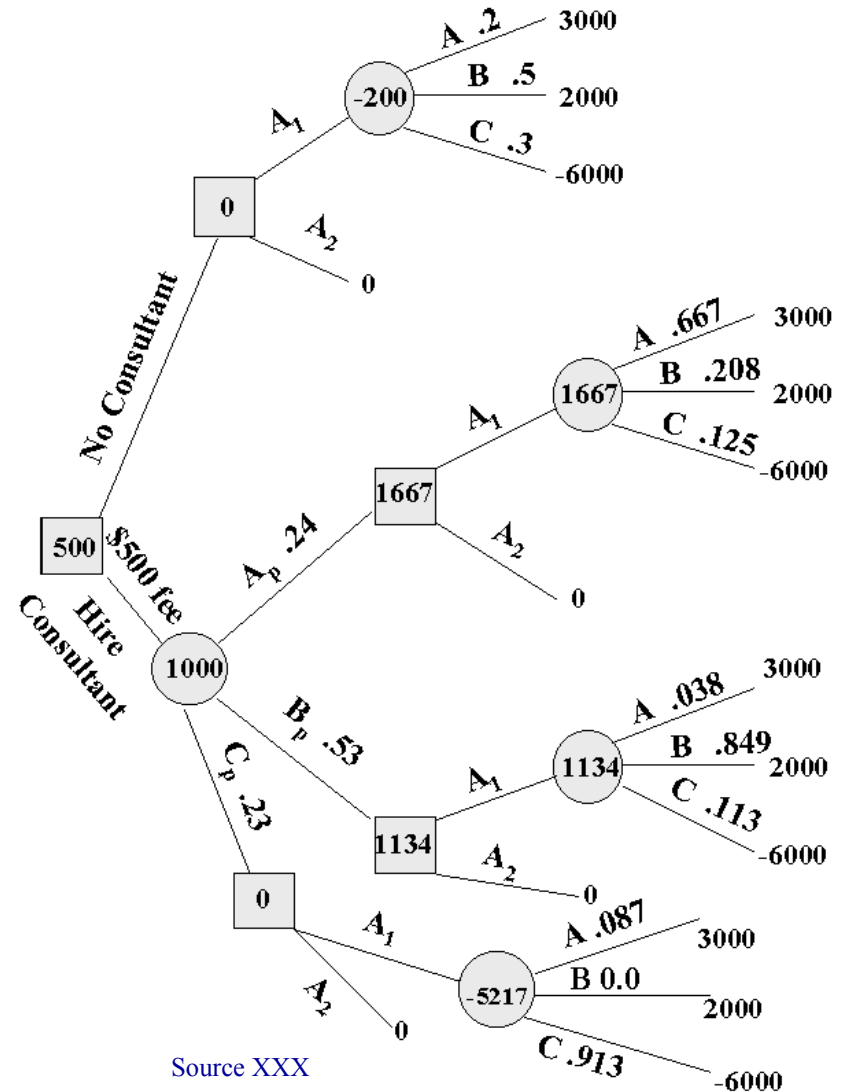 A .2 3000
B .5 2000
C .3 -6000
-200
A1
0
A2
0
No Consultant
A .667 3000
B .208 2000
C .125 -6000
1667
A1
1667
A2
0
500
$500 fee
Hire
Consultant
1000
Ap .24
Bp .53
Cp .23
A .038 3000
B .849 2000
C .113 -6000
1134
A1
1134
A2
0
0
A1
A2
0
-5217
A .087 3000
B 0.0 2000
C .913 -6000
Source XXX